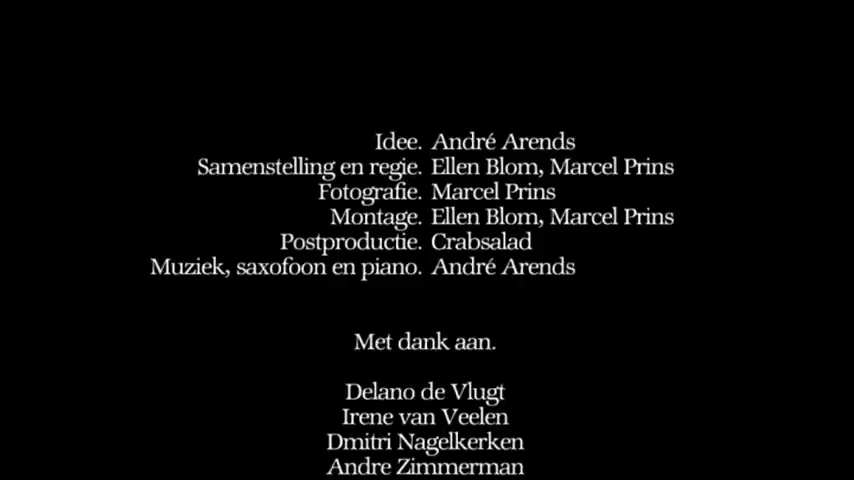 Idee. André Arends
Samenstelling en regie. Ellen Blom, Marcel Prins
Fotografie. Marcel Prins
Montage. Ellen Blom, Marcel Prins
Postproductie. Crabsalad
Muziek, saxofoon en piano. André Arends
Met dank aan.
Delano de Vlugt
Irene van Veelen
Dmitri Nagelkerken
Andre Zimmerman